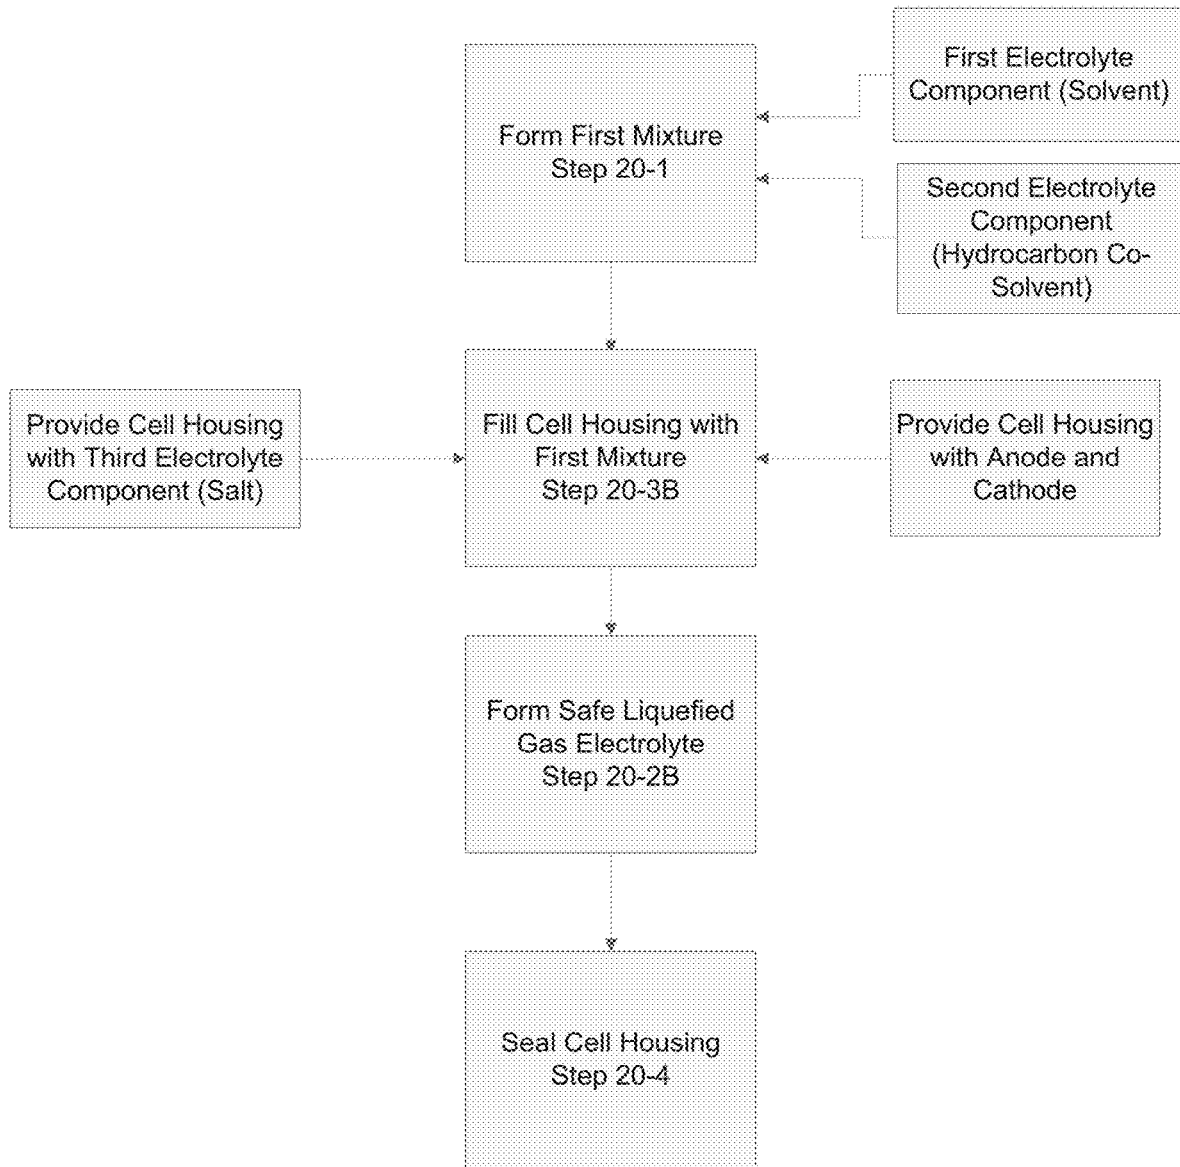 First Electrolyte
Component (Solvent)
Form First Mixture
Step 20-1
Second Electrolyte
Component
(Hydrocarbon Co-
Solvent)
Provide Cell Housing
with Third Electrolyte
Component (Salt)
Fill Cell Housing with
First Mixture
Step 20-3B
Provide Cell Housing
with Anode and
Cathode
Form Safe Liquefied
Gas Electrolyte
Step 20-2B
Seal Cell Housing
Step 20-4